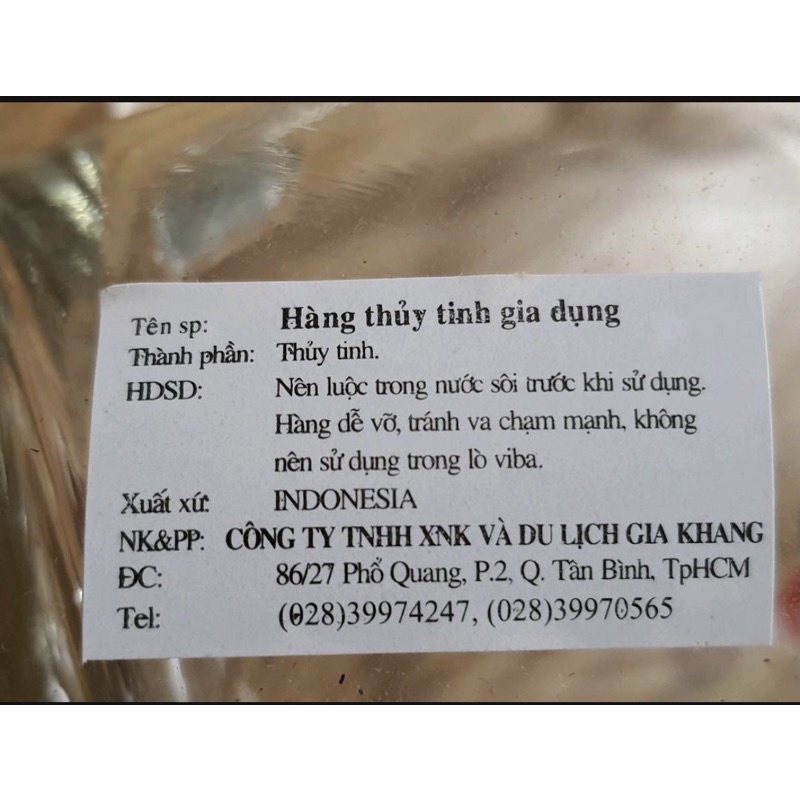 Tên sp: Hàng thủy tinh gia dụng
Thành phần: Thủy tinh.
HDSD: Nên luộc trong nước sôi trước khi sử dụng.
Hàng dễ vỡ, tránh va chạm mạnh, không
nên sử dụng trong lò viba.
Xuất xứ: INDONESIA
NK&PP: CÔNG TY TNHH XNK VÀ DU LỊCH GIA KHANG
ĐC: 86/27 Phổ Quang, P.2, Q. Tân Bình, TpHCM
Tel: (028)39974247, (028)39970565